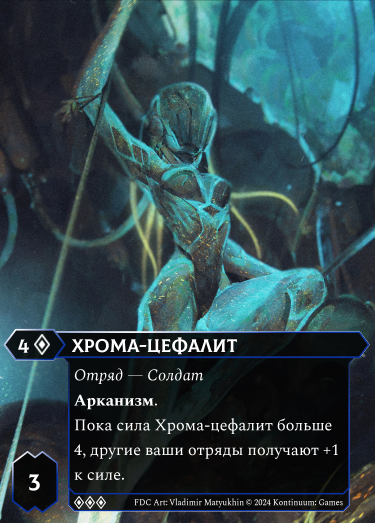 4
ХРОМА-ЦЕФАЛИТ
Отряд — Солдат
Арканизм.
Пока сила Хрома-цефалит больше
4, другие ваши отряды получают +1
к силе.
3
FDC Art: Vladimir Matyukhin © 2024 Kontinuum: Games